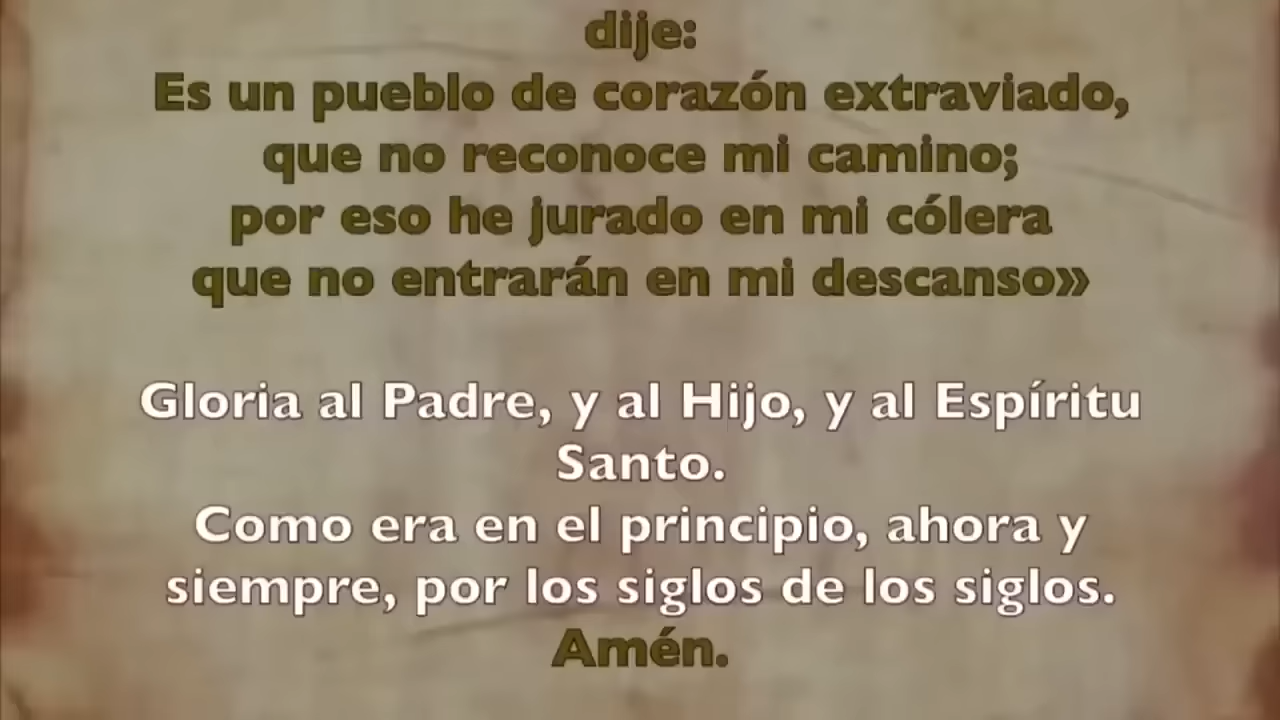 dije:
Es un pueblo de corazón extraviado,
que no reconoce mi camino;
por eso he jurado en mi cólera
que no entrarán en mi descanso»
Gloria al Padre, y al Hijo, y al Espíritu
Santo.
Como era en el principio, ahora y
siempre, por los siglos de los siglos.
Amén.